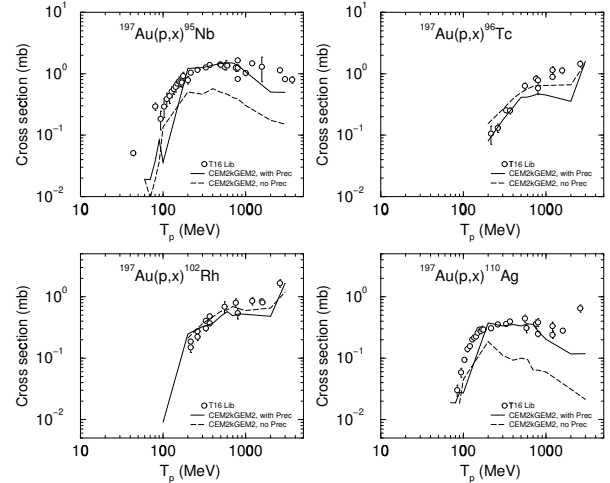 ¹⁹⁷Au(p,x)⁹⁵Nb
Cross section (mb)
10¹
10⁰
10⁻¹
10⁻²
T16 Lib
CEM2kGEM2, with Prec
CEM2kGEM2, no Prec
10 100 1000
Tₚ (MeV)
¹⁹⁷Au(p,x)⁹⁶Tc
Cross section (mb)
10¹
10⁰
10⁻¹
10⁻²
T16 Lib
CEM2kGEM2, with Prec
CEM2kGEM2, no Prec
10 100 1000
Tₚ (MeV)
¹⁹⁷Au(p,x)¹⁰²Rh
Cross section (mb)
10⁰
10⁻¹
10⁻²
T16 Lib
CEM2kGEM2, with Prec
CEM2kGEM2, no Prec
10 100 1000
Tₚ (MeV)
¹⁹⁷Au(p,x)¹¹⁰Ag
Cross section (mb)
10⁰
10⁻¹
10⁻²
T16 Lib
CEM2kGEM2, with Prec
CEM2kGEM2, no Prec
10 100 1000
Tₚ (MeV)